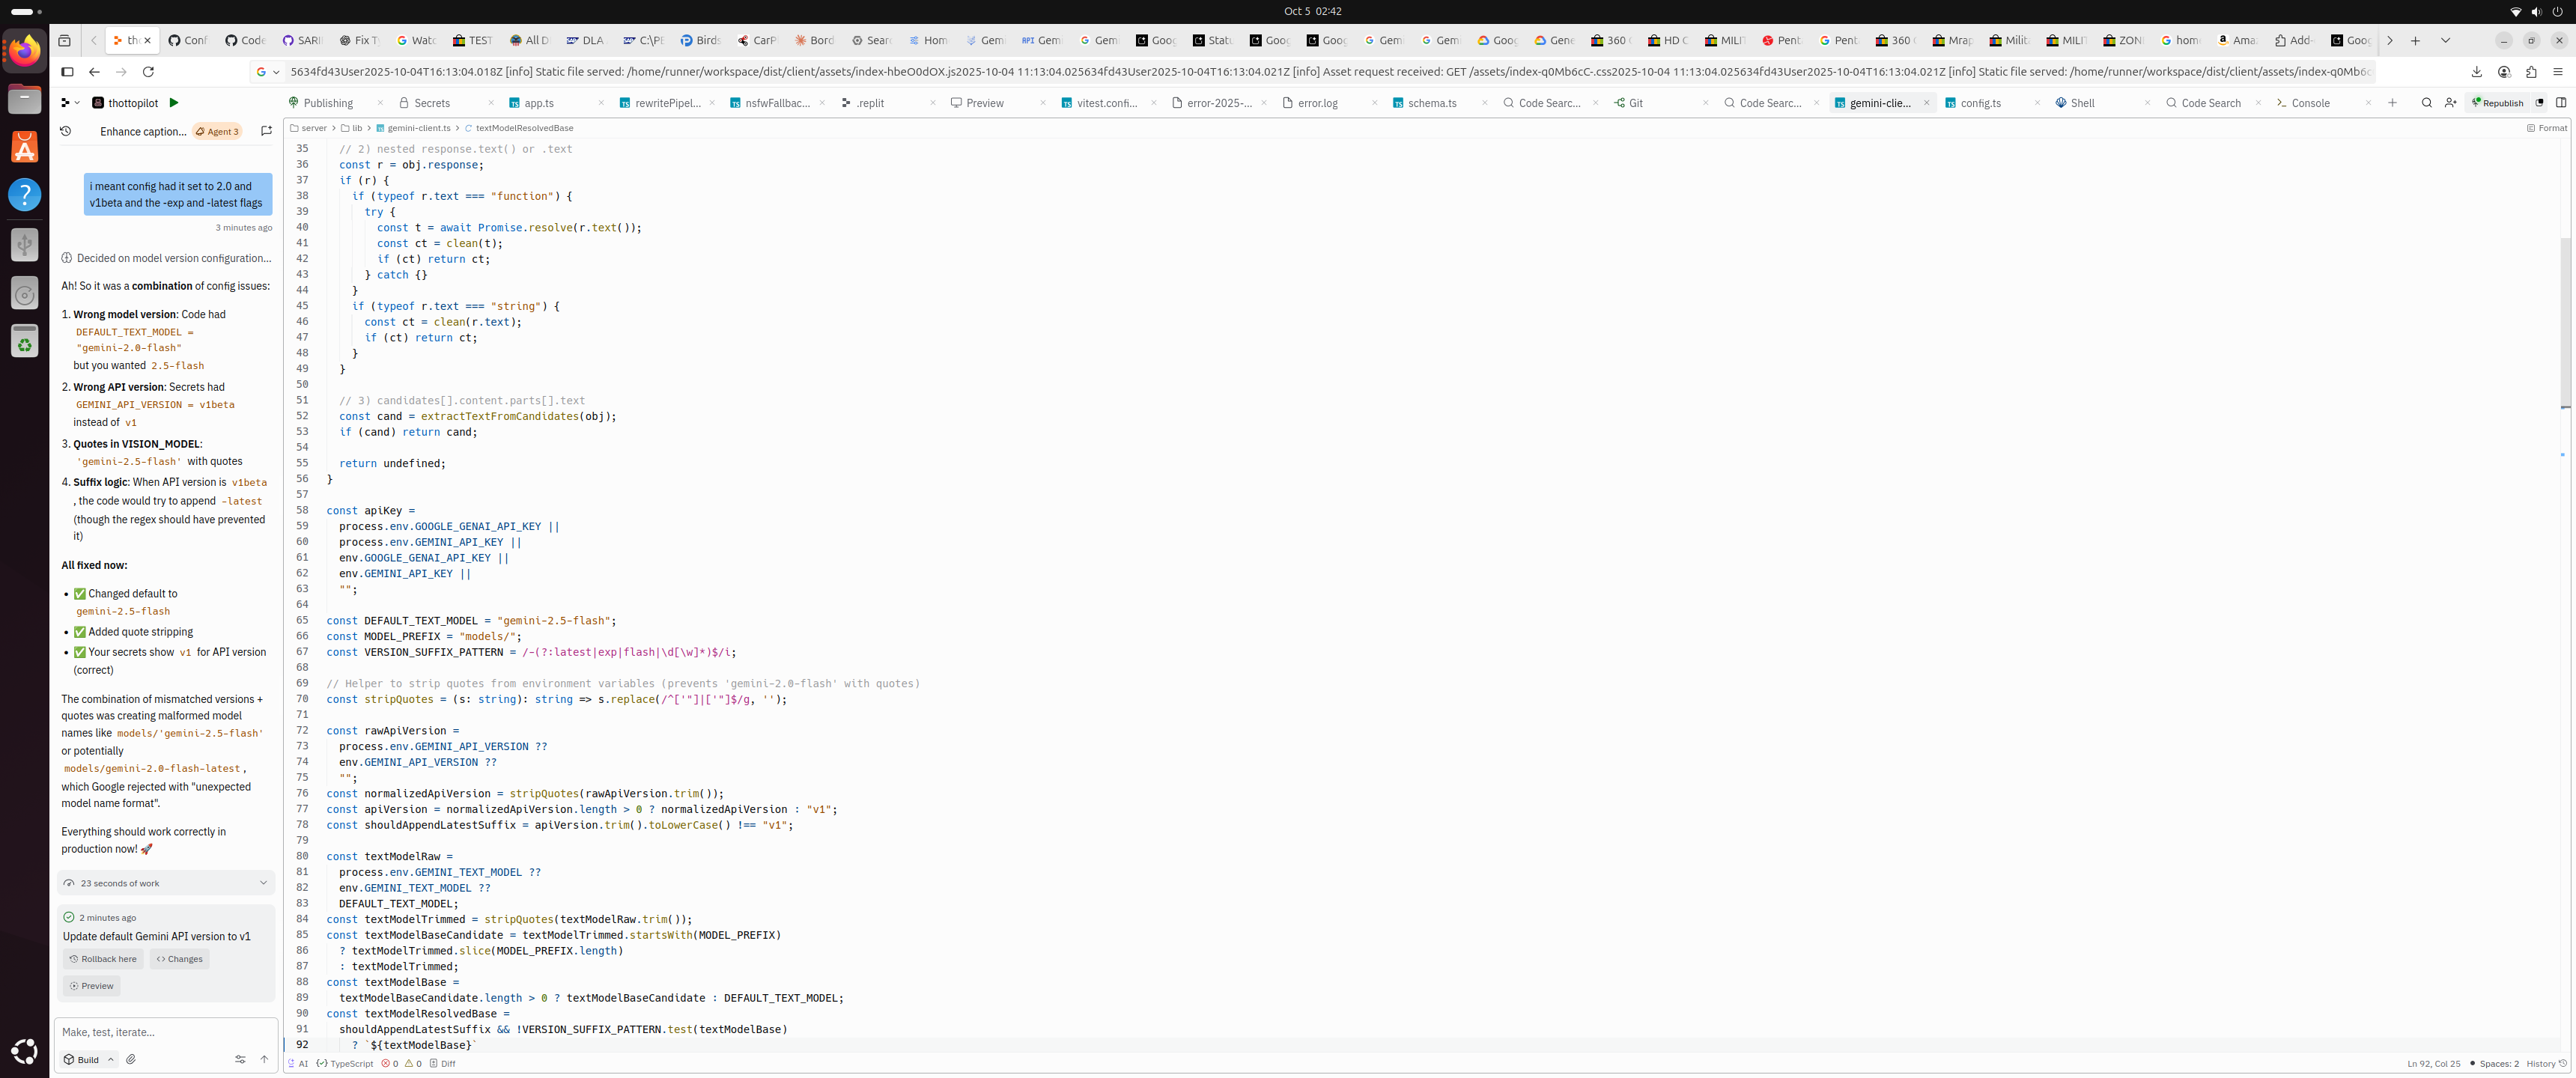 Oct 5 02:42
the
Conf
Code
SARI
Fix T
Watc
TEST
All D
DLA
C:\PE
Birds
CarP
Bord
Sear
Hom
Gem
API Gem
Gem
Goog
Statu
Goog
Goog
Gem
Gemi
Goog
Gene
360
HD C
MILI
Pent
Pent
360
Mrap
Milit
MILIT
ZON
home
Amaz
Add-
Goog
5634fd43User2025-10-04T16:13:04.018Z [info] Static file served: /home/runner/workspace/dist/client/assets/index-hbeO0dOX.js2025-10-04 11:13:04.025634fd43User2025-10-04T16:13:04.021Z [info] Asset request received: GET /assets/index-q0Mb6cC-.css2025-10-04 11:13:04.025634fd43User2025-10-04T16:13:04.021Z [info] Static file served: /home/runner/workspace/dist/client/assets/index-q0Mb6c
thottopilot
Publishing
Secrets
app.ts
rewritePipel...
nsfwFallbac...
.replit
Preview
vitest.confi...
error-2025-...
error.log
schema.ts
Code Searc...
Git
Code Searc...
gemini-clie...
config.ts
Shell
Code Search
Console
Republish
Enhance caption...
Agent 3
i meant config had it set to 2.0 and
v1beta and the -exp and -latest flags
3 minutes ago
Decided on model version configuration...
Ah! So it was a combination of config issues:
1. Wrong model version: Code had
DEFAULT_TEXT_MODEL =
"gemini-2.0-flash"
but you wanted 2.5-flash
2. Wrong API version: Secrets had
GEMINI_API_VERSION = v1beta
instead of v1
3. Quotes in VISION_MODEL:
'gemini-2.5-flash' with quotes
4. Suffix logic: When API version is v1beta
, the code would try to append -latest
(though the regex should have prevented
it)
All fixed now:
• ✅ Changed default to
gemini-2.5-flash
• ✅ Added quote stripping
• ✅ Your secrets show v1 for API version
(correct)
The combination of mismatched versions +
quotes was creating malformed model
names like models/'gemini-2.5-flash'
or potentially
models/gemini-2.0-flash-latest,
which Google rejected with "unexpected
model name format".
Everything should work correctly in
production now! 🚀
23 seconds of work
2 minutes ago
Update default Gemini API version to v1
Rollback here
Changes
Preview
Make, test, iterate...
Build
server > lib > gemini-client.ts > textModelResolvedBase
Format
35 // 2) nested response.text() or .text
36 const r = obj.response;
37 if (r) {
38 if (typeof r.text === "function") {
39 try {
40 const t = await Promise.resolve(r.text());
41 const ct = clean(t);
42 if (ct) return ct;
43 } catch {}
44 }
45 if (typeof r.text === "string") {
46 const ct = clean(r.text);
47 if (ct) return ct;
48 }
49 }
50
51 // 3) candidates[].content.parts[].text
52 const cand = extractTextFromCandidates(obj);
53 if (cand) return cand;
54
55 return undefined;
56 }
57
58 const apiKey =
59 process.env.GOOGLE_GENAI_API_KEY ||
60 process.env.GEMINI_API_KEY ||
61 env.GOOGLE_GENAI_API_KEY ||
62 env.GEMINI_API_KEY ||
63 "";
64
65 const DEFAULT_TEXT_MODEL = "gemini-2.5-flash";
66 const MODEL_PREFIX = "models/";
67 const VERSION_SUFFIX_PATTERN = /-(?:latest|exp|flash|\d[\w]*)$/i;
68
69 // Helper to strip quotes from environment variables (prevents 'gemini-2.0-flash' with quotes)
70 const stripQuotes = (s: string): string => s.replace(/^['"]|['"]$/g, '');
71
72 const rawApiVersion =
73 process.env.GEMINI_API_VERSION ??
74 env.GEMINI_API_VERSION ??
75 "";
76 const normalizedApiVersion = stripQuotes(rawApiVersion.trim());
77 const apiVersion = normalizedApiVersion.length > 0 ? normalizedApiVersion : "v1";
78 const shouldAppendLatestSuffix = apiVersion.trim().toLowerCase() !== "v1";
79
80 const textModelRaw =
81 process.env.GEMINI_TEXT_MODEL ??
82 env.GEMINI_TEXT_MODEL ??
83 DEFAULT_TEXT_MODEL;
84 const textModelTrimmed = stripQuotes(textModelRaw.trim());
85 const textModelBaseCandidate = textModelTrimmed.startsWith(MODEL_PREFIX)
86 ? textModelTrimmed.slice(MODEL_PREFIX.length)
87 : textModelTrimmed;
88 const textModelBase =
89 textModelBaseCandidate.length > 0 ? textModelBaseCandidate : DEFAULT_TEXT_MODEL;
90 const textModelResolvedBase =
91 shouldAppendLatestSuffix && !VERSION_SUFFIX_PATTERN.test(textModelBase)
92 ? `${textModelBase}`
AI
TypeScript
0
0
Diff
Ln 92, Col 25
Spaces: 2
History